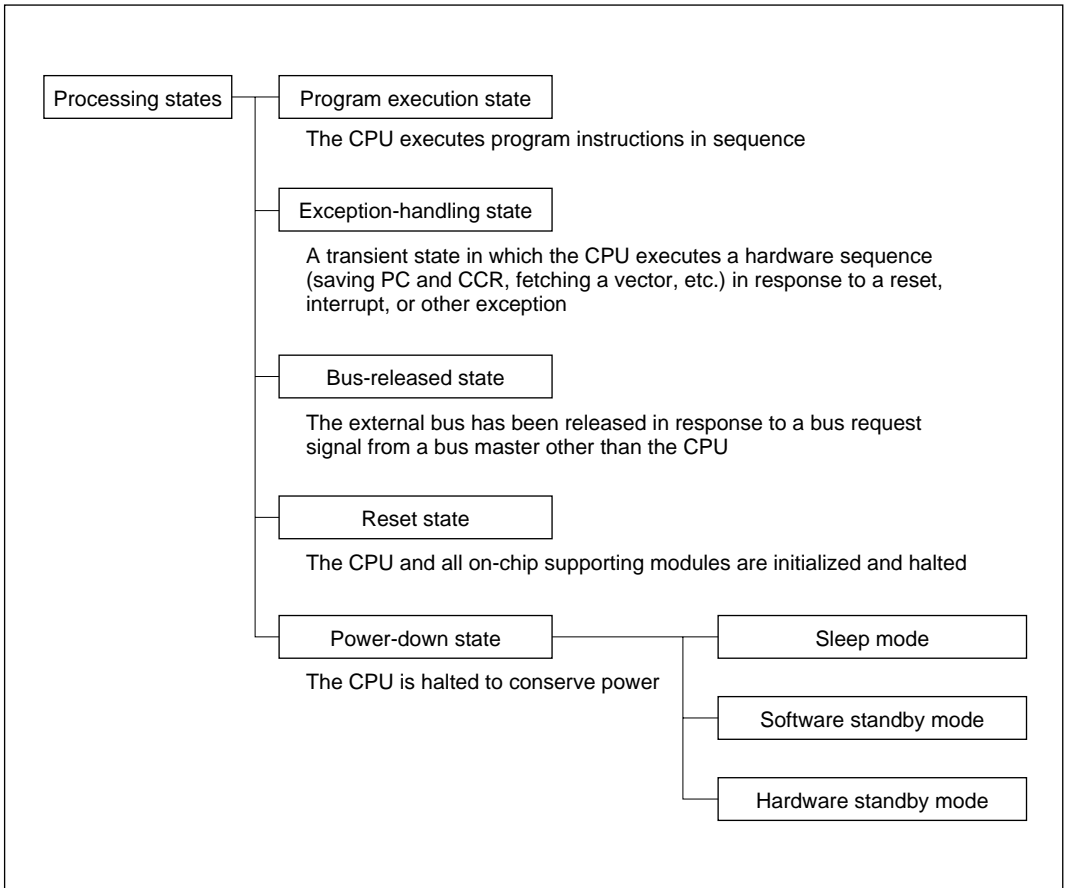 Processing states
Program execution state
The CPU executes program instructions in sequence
Exception-handling state
A transient state in which the CPU executes a hardware sequence
(saving PC and CCR, fetching a vector, etc.) in response to a reset,
interrupt, or other exception
Bus-released state
The external bus has been released in response to a bus request
signal from a bus master other than the CPU
Reset state
The CPU and all on-chip supporting modules are initialized and halted
Power-down state
The CPU is halted to conserve power
Sleep mode
Software standby mode
Hardware standby mode